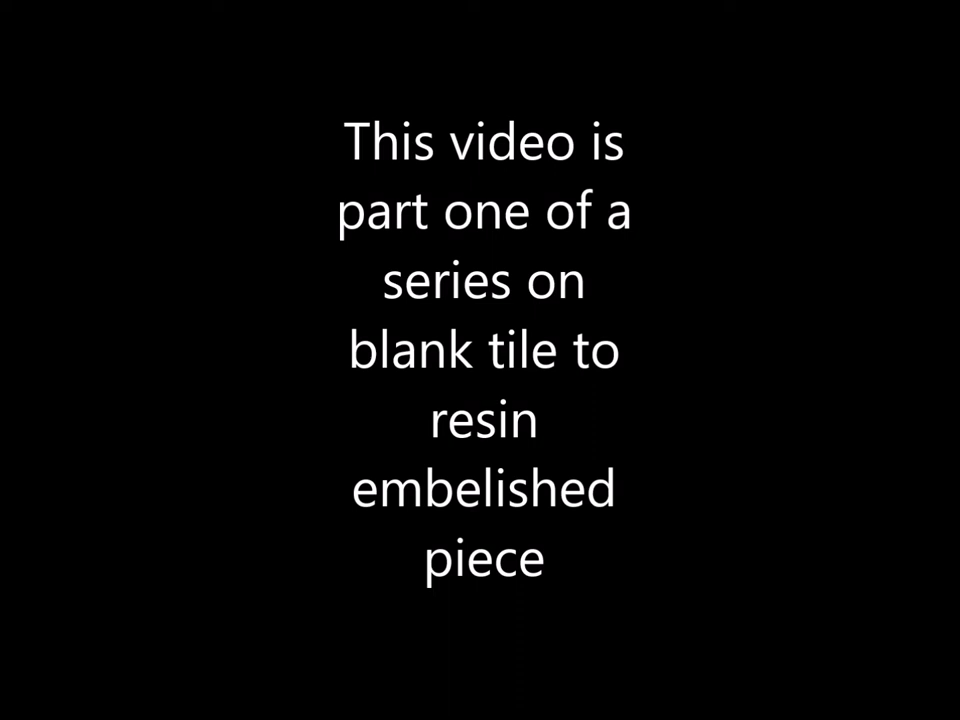 This video is
part one of a
series on
blank tile to
resin
embelished
piece